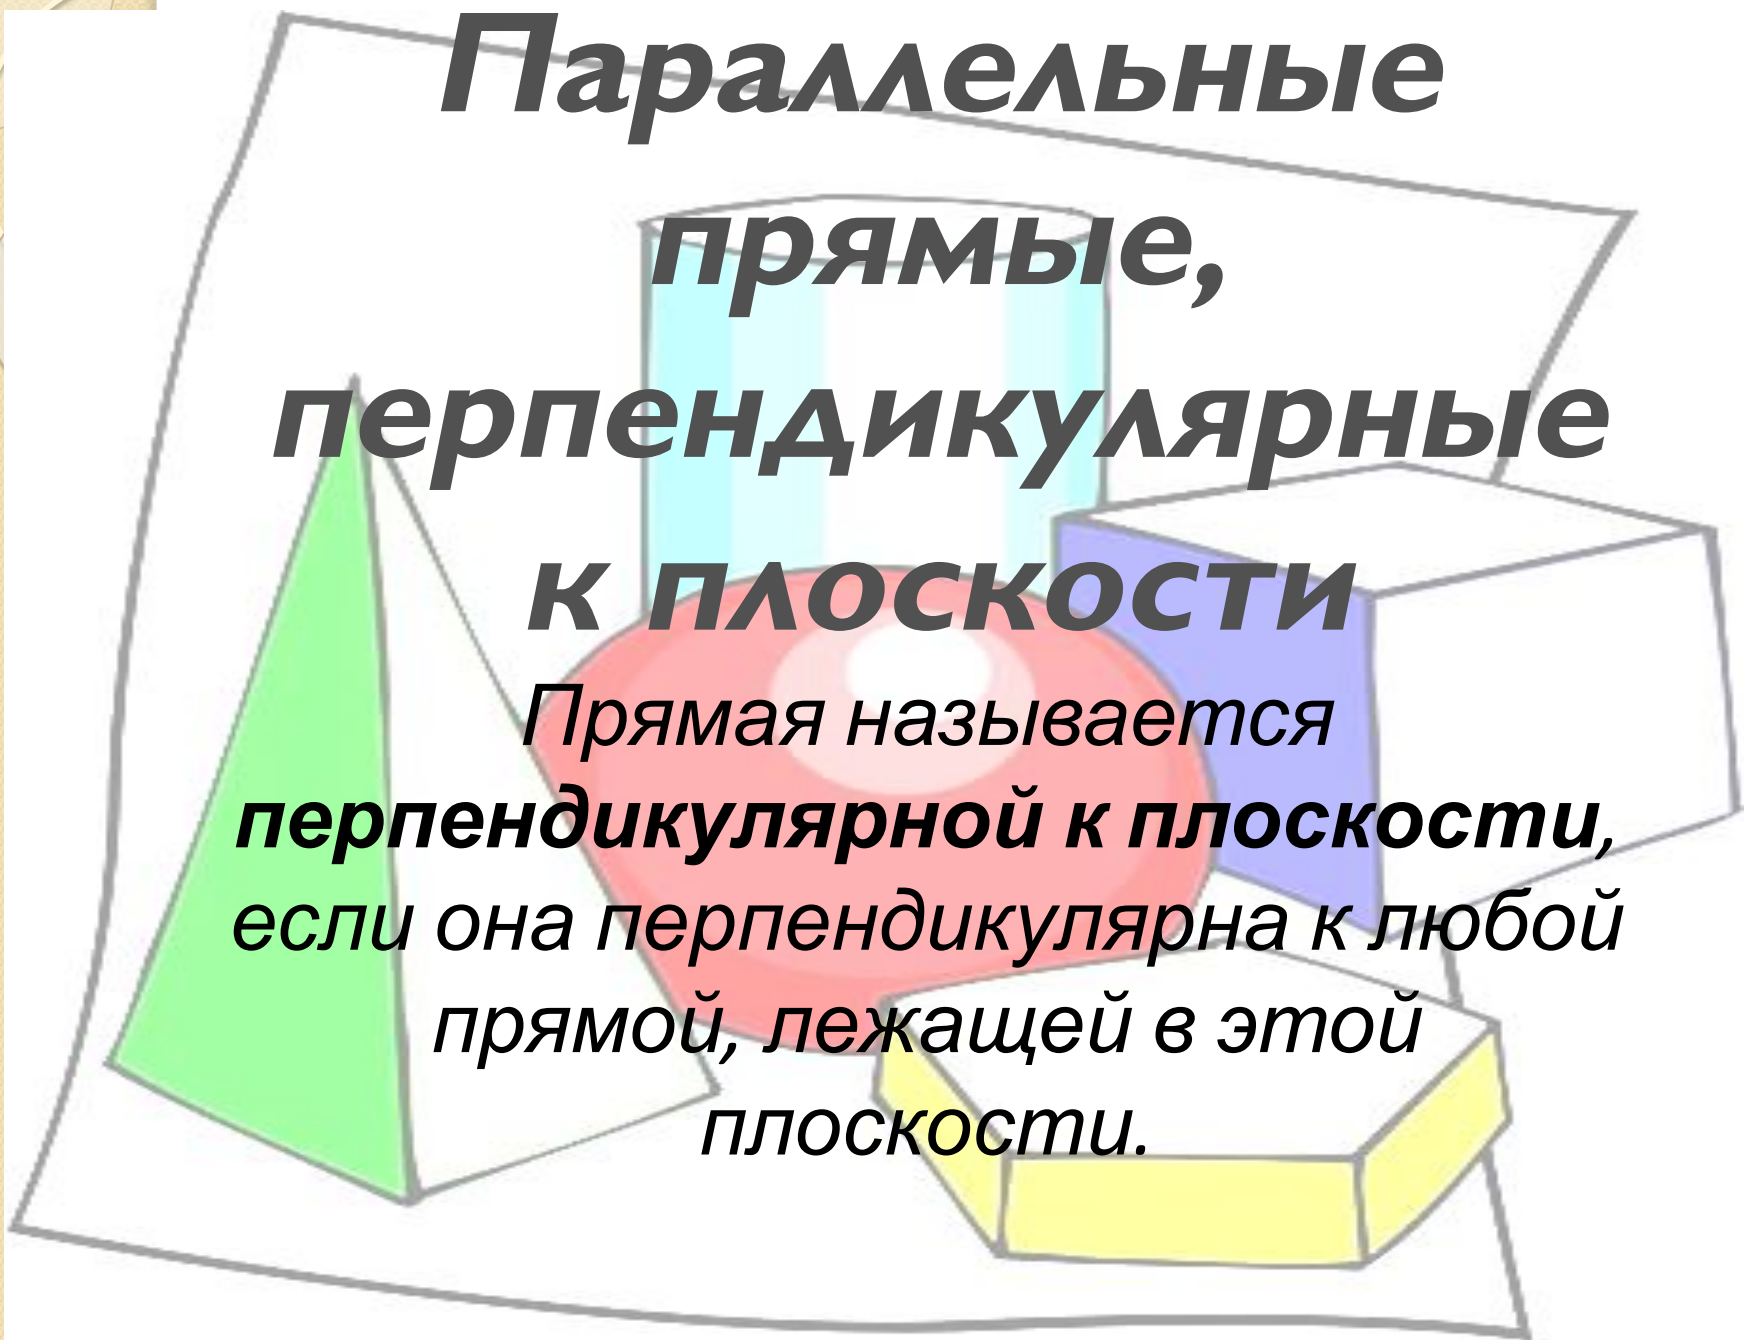 Параллельные
прямые,
перпендикулярные
к плоскости
Прямая называется
перпендикулярной к плоскости,
если она перпендикулярна к любой
прямой, лежащей в этой
плоскости.